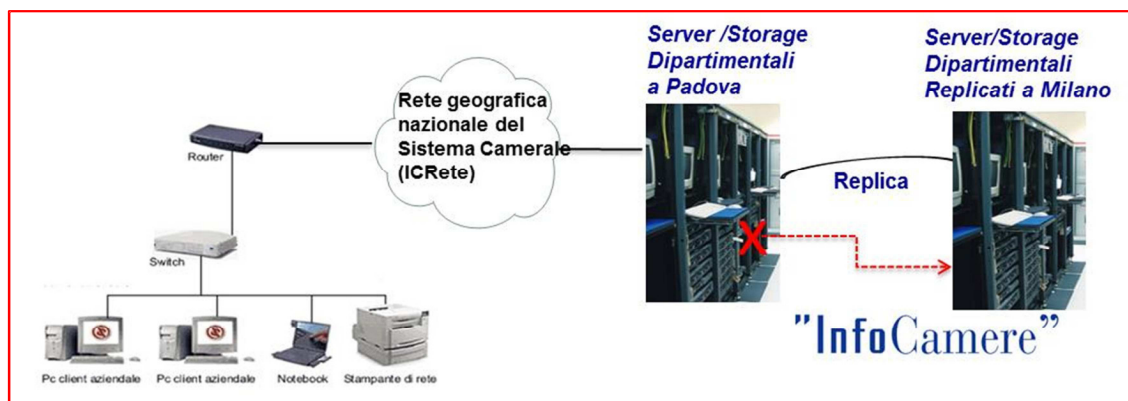 Server /Storage
Dipartimentali
a Padova
Server/Storage
Dipartimentali
Replicati a Milano
Rete geografica
nazionale del
Sistema Camerale
(ICRete)
Router
Replica
Switch
X
"InfoCamere"
Pc client aziendale
Pc client aziendale
Notebook
Stampante di rete